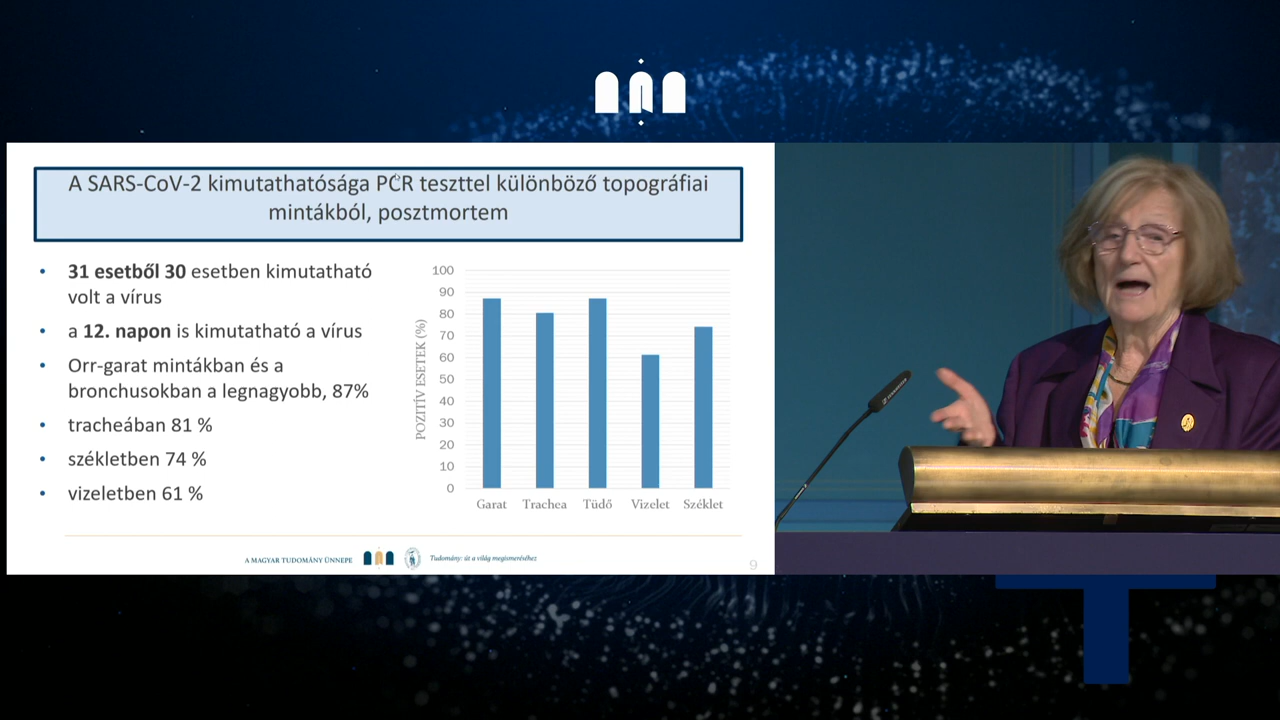 A SARS-CoV-2 kimutathatósága PCR teszttel különböző topográfiai
mintákból, posztmortem
• 31 esetből 30 esetben kimutatható
volt a vírus
• a 12. napon is kimutatható a vírus
• Orr-garat mintákban és a
bronchusokban a legnagyobb, 87%
• tracheában 81 %
• székletben 74 %
• vizeletben 61 %
POZITÍV ESETEK (%)
100
90
80
70
60
50
40
30
20
10
0
Garat Trachea Tüdő Vizelet Széklet
A MAGYAR TUDOMÁNY ÜNNEPE Tudomány: út a világ megismeréséhez
9